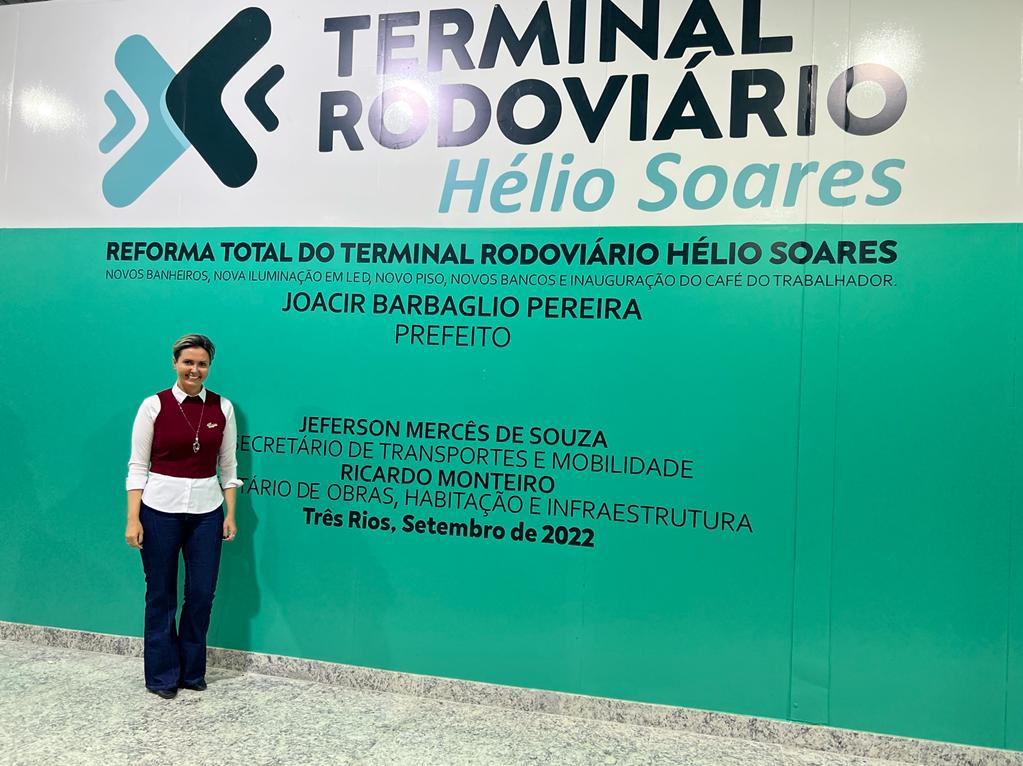 TERMINAL
RODOVIÁRIO
Hélio Soares
REFORMA TOTAL DO TERMINAL RODOVIÁRIO HÉLIO SOARES
NOVOS BANHEIROS, NOVA ILUMINAÇÃO EM LED, NOVO PISO, NOVOS BANCOS E INAUGURAÇÃO DO CAFÉ DO TRABALHADOR.
JOACIR BARBAGLIO PEREIRA
PREFEITO
JEFERSON MERCÊS DE SOUZA
SECRETÁRIO DE TRANSPORTES E MOBILIDADE
RICARDO MONTEIRO
TÁRIO DE OBRAS, HABITAÇÃO E INFRAESTRUTURA
Três Rios, Setembro de 2022